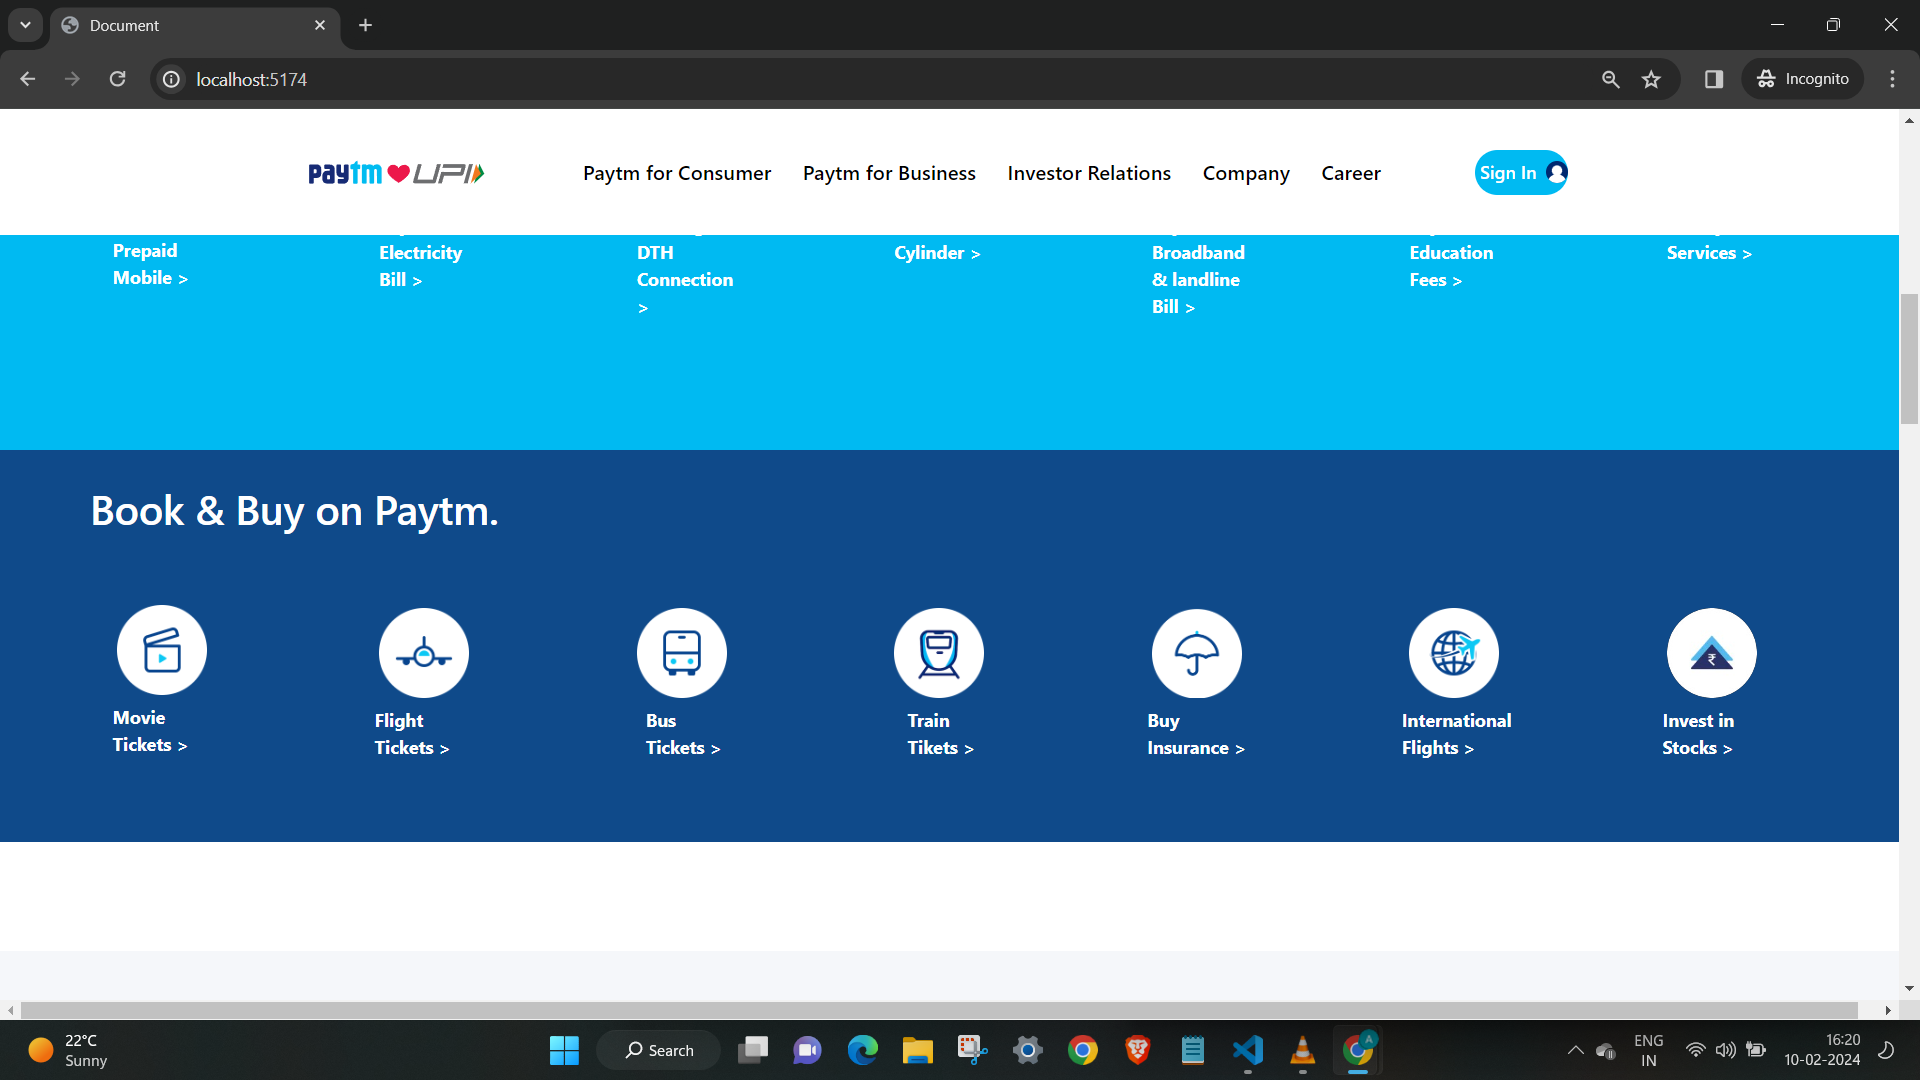 Document
localhost:5174
Incognito
paytm UPI
Paytm for Consumer
Paytm for Business
Investor Relations
Company
Career
Sign In
Prepaid
Mobile >
Electricity
Bill >
DTH
Connection
>
Cylinder >
Broadband
& landline
Bill >
Education
Fees >
Services >
Book & Buy on Paytm.
Movie
Tickets >
Flight
Tickets >
Bus
Tickets >
Train
Tikets >
Buy
Insurance >
International
Flights >
₹
Invest in
Stocks >
22°C
Sunny
Search
A
ENG
IN
16:20
10-02-2024